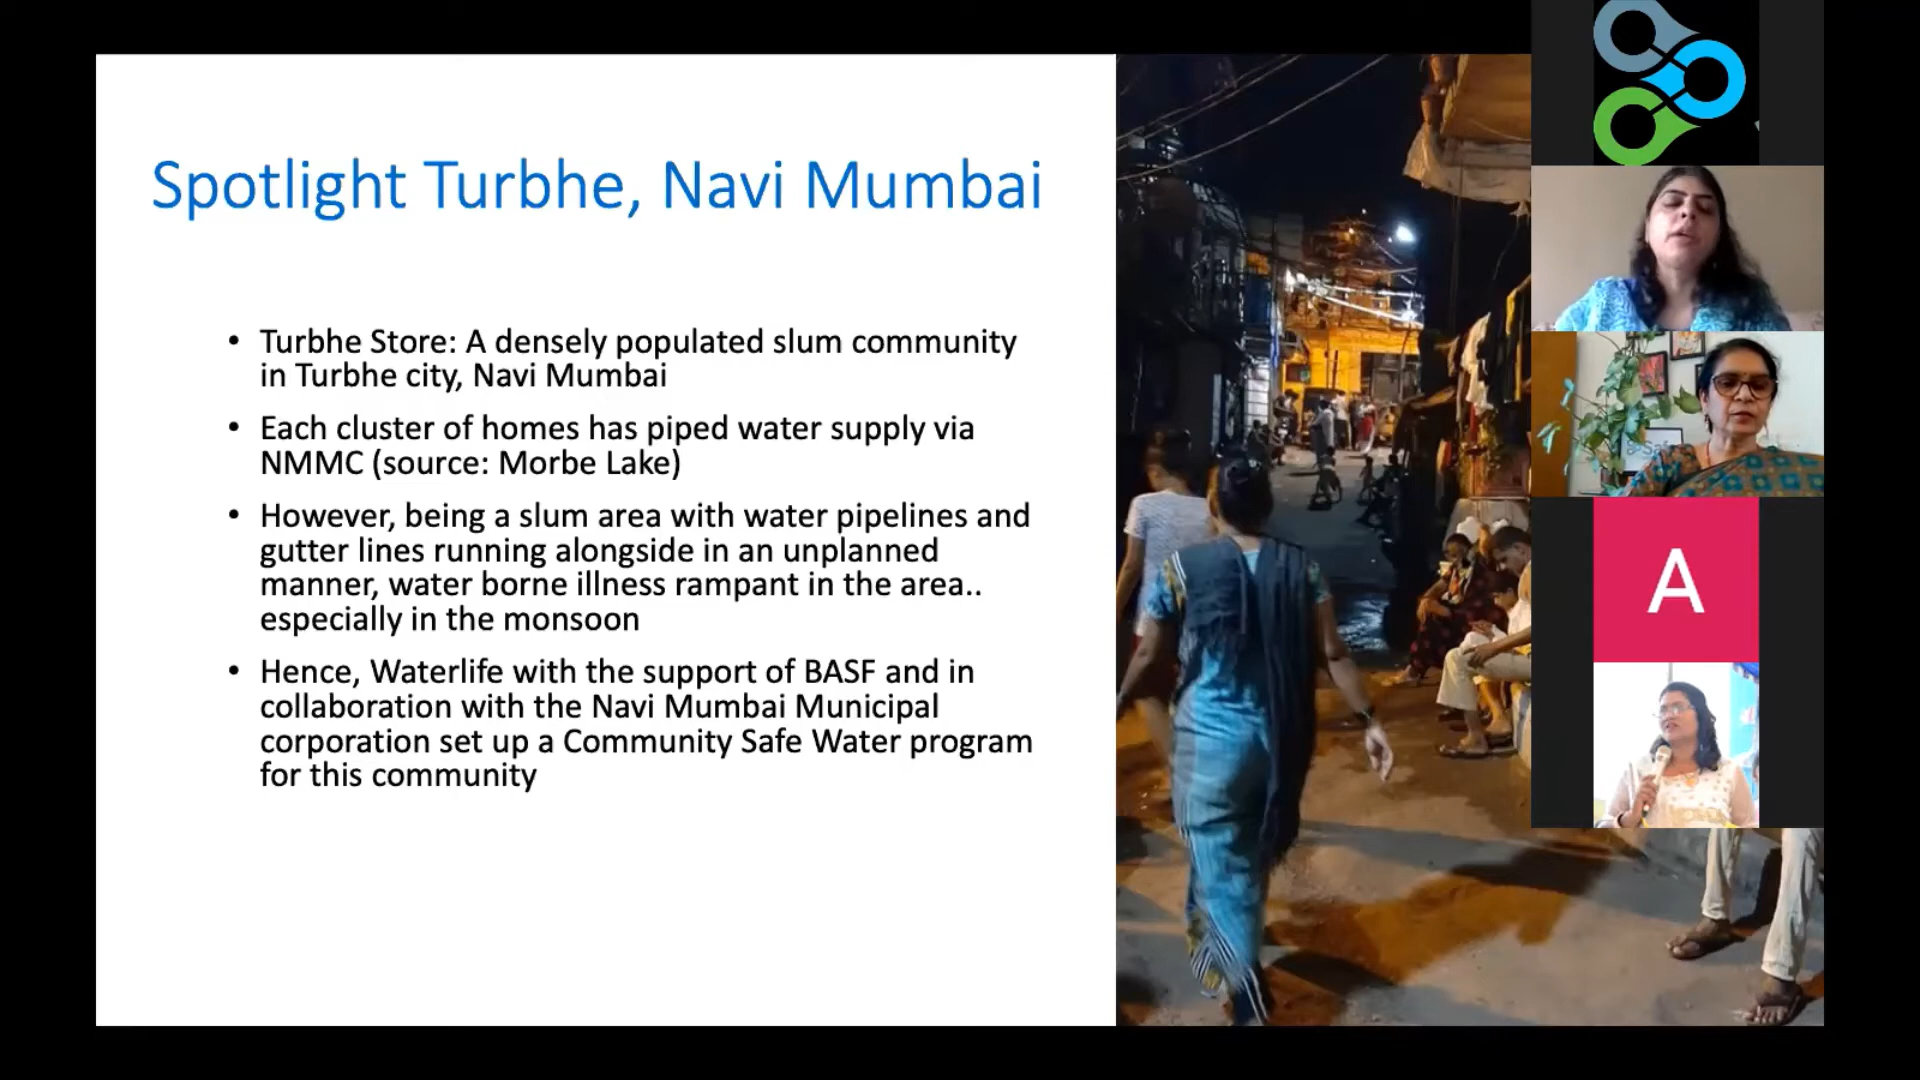 Spotlight Turbhe, Navi Mumbai
• Turbhe Store: A densely populated slum community
in Turbhe city, Navi Mumbai
• Each cluster of homes has piped water supply via
NMMC (source: Morbe Lake)
• However, being a slum area with water pipelines and
gutter lines running alongside in an unplanned
manner, water borne illness rampant in the area..
especially in the monsoon
• Hence, Waterlife with the support of BASF and in
collaboration with the Navi Mumbai Municipal
corporation set up a Community Safe Water program
for this community
A